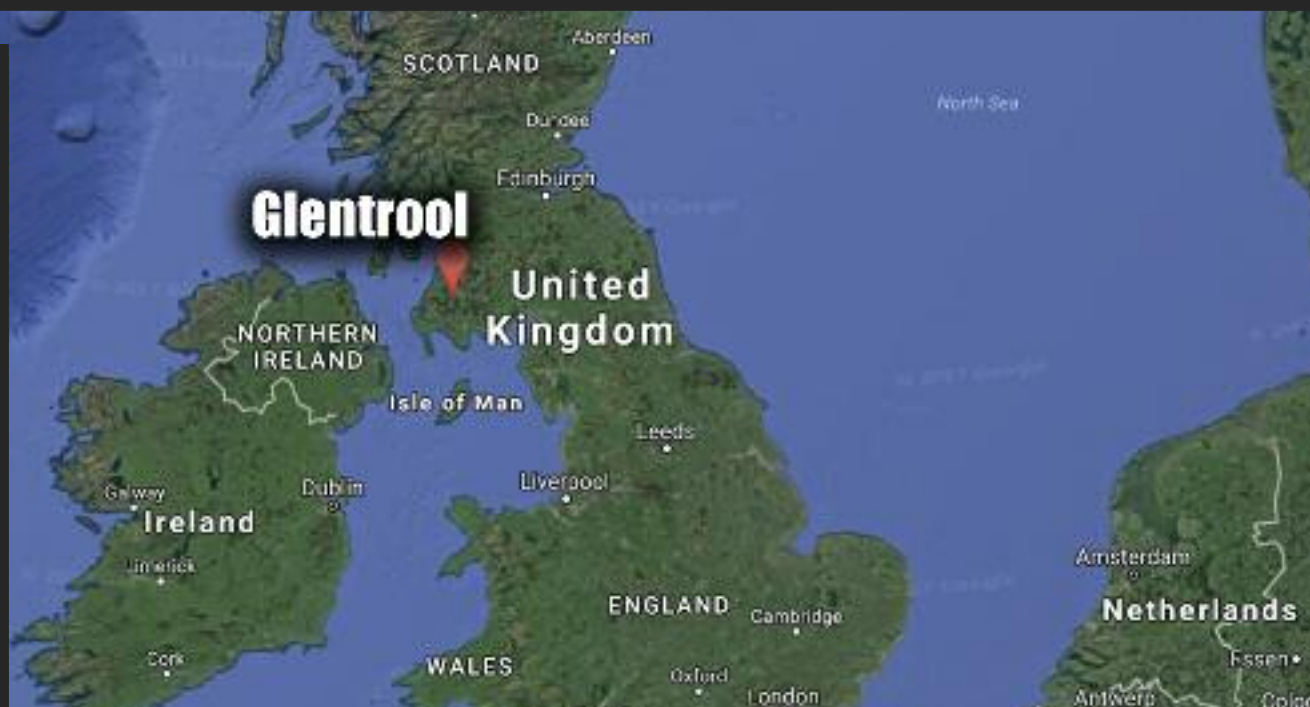 Aberdeen
SCOTLAND
North Sea
Dundee
Edinburgh
Glentrool
United
Kingdom
NORTHERN
IRELAND
Isle of Man
Leeds
Liverpool
Galway
Dublin
Ireland
Limerick
Amsterdam
ENGLAND
Cambridge
Netherlands
Cork
WALES
Essen
Oxford
London
Antwerp